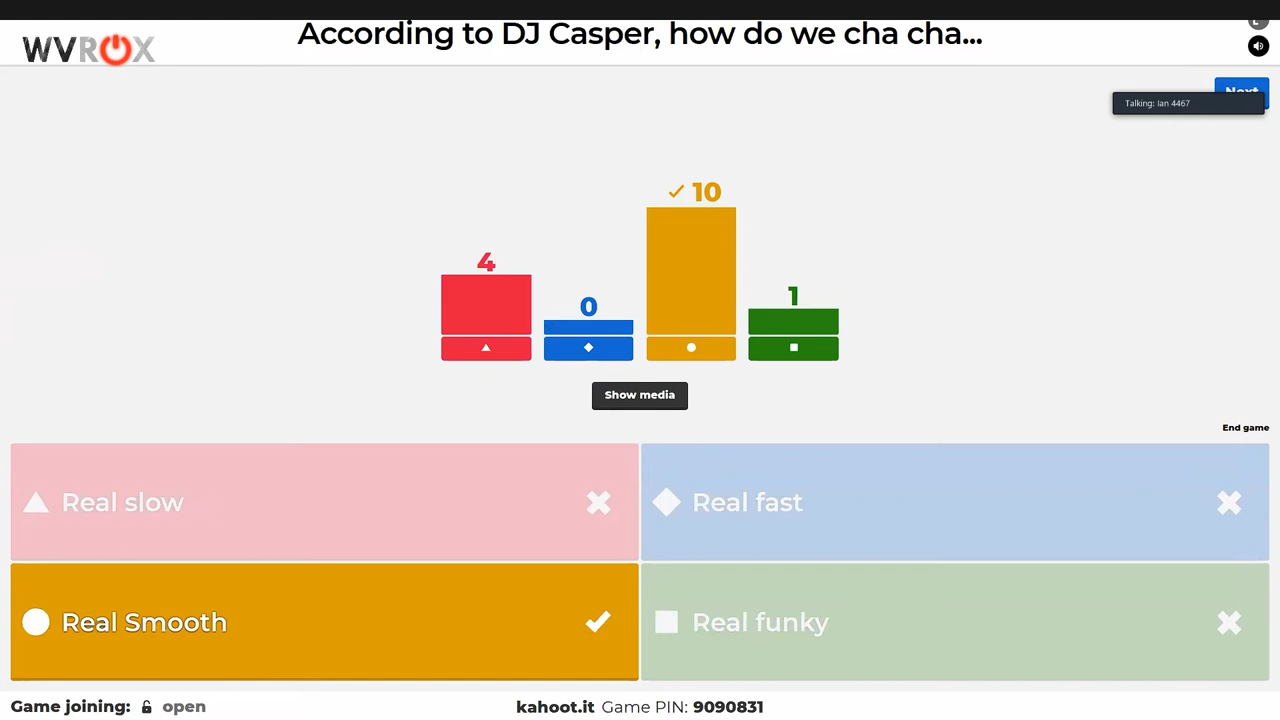 According to DJ Casper, how do we cha cha...
WVROX
Next
Talking: Ian 4467
10
4
0
1
Show media
End game
Real slow
Real fast
Real Smooth
Real funky
Game joining: open
kahoot.it Game PIN: 9090831